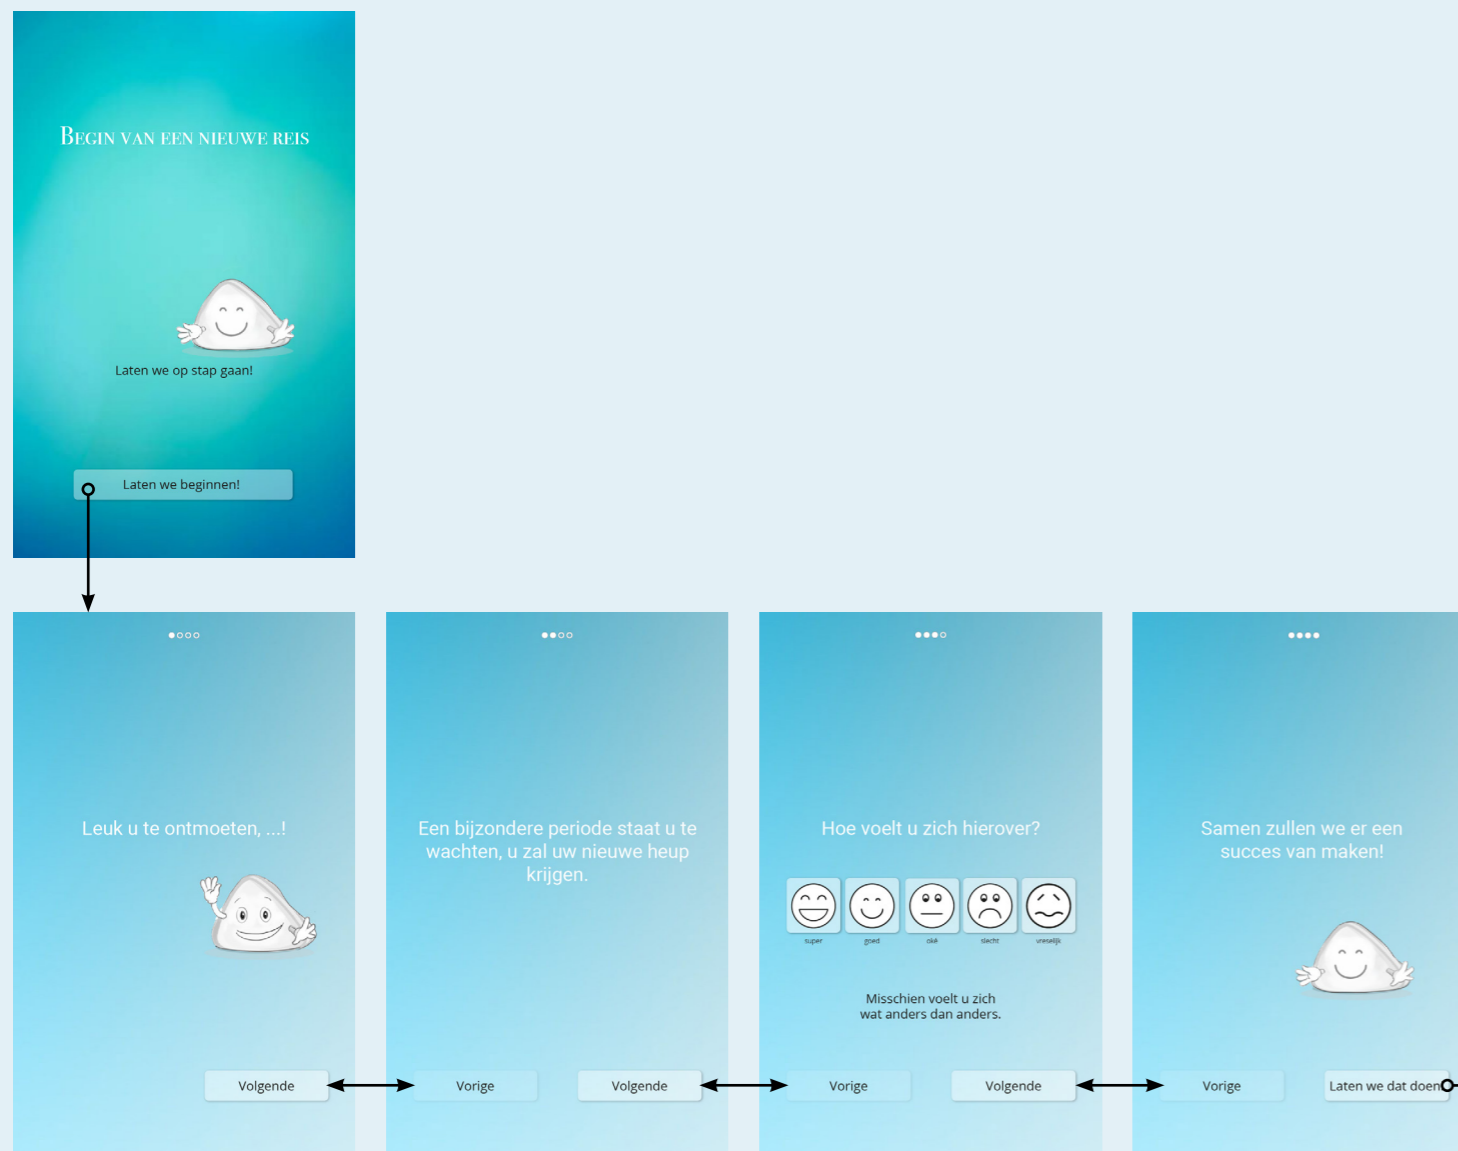 Begin van een nieuwe reis
Laten we op stap gaan!
Laten we beginnen!
Leuk u te ontmoeten, ...!
Volgende
Een bijzondere periode staat u te
wachten, u zal uw nieuwe heup
krijgen.
Vorige
Volgende
Hoe voelt u zich hierover?
super
goed
oké
slecht
vreselijk
Misschien voelt u zich
wat anders dan anders.
Vorige
Volgende
Samen zullen we er een
succes van maken!
Vorige
Laten we dat doen